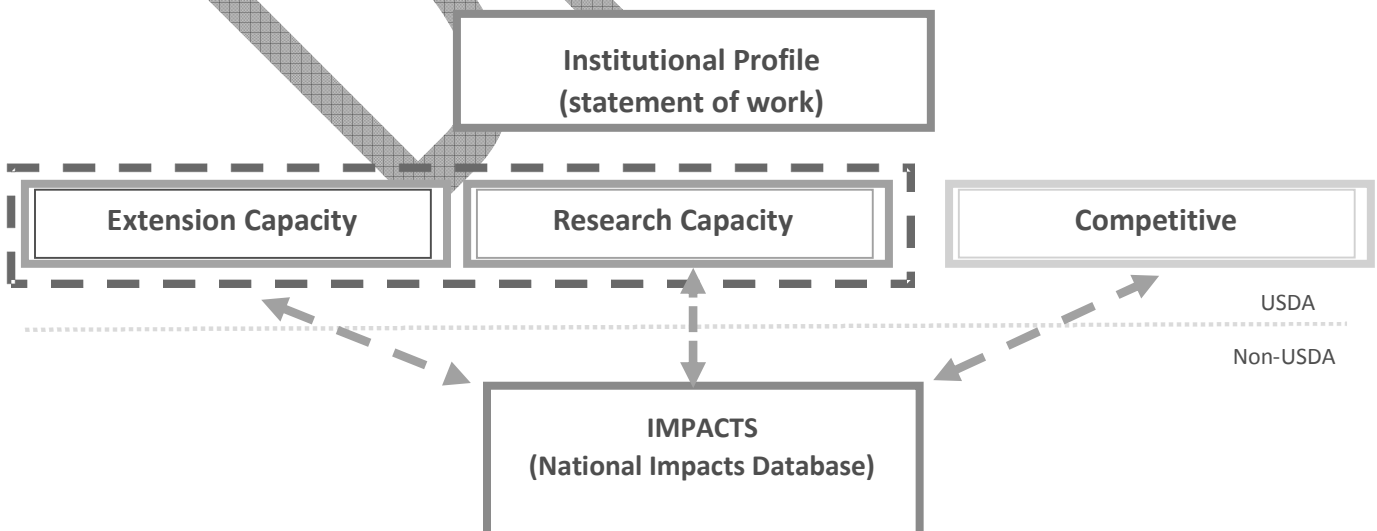 Institutional Profile
(statement of work)
Extension Capacity
Research Capacity
Competitive
USDA
Non-USDA
IMPACTS
(National Impacts Database)